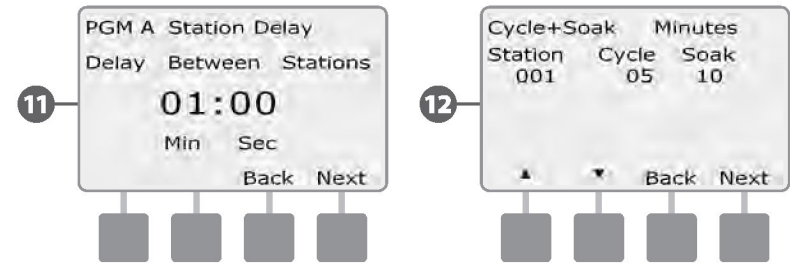 11
PGM A Station Delay
Delay Between Stations
01:00
Min Sec
Back Next
12
Cycle+Soak Minutes
Station Cycle Soak
001 05 10
▲ ▼ Back Next